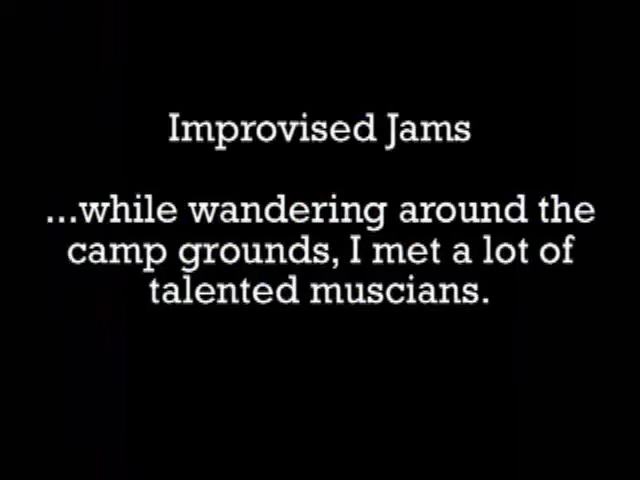 Improvised Jams
...while wandering around the
camp grounds, I met a lot of
talented muscians.